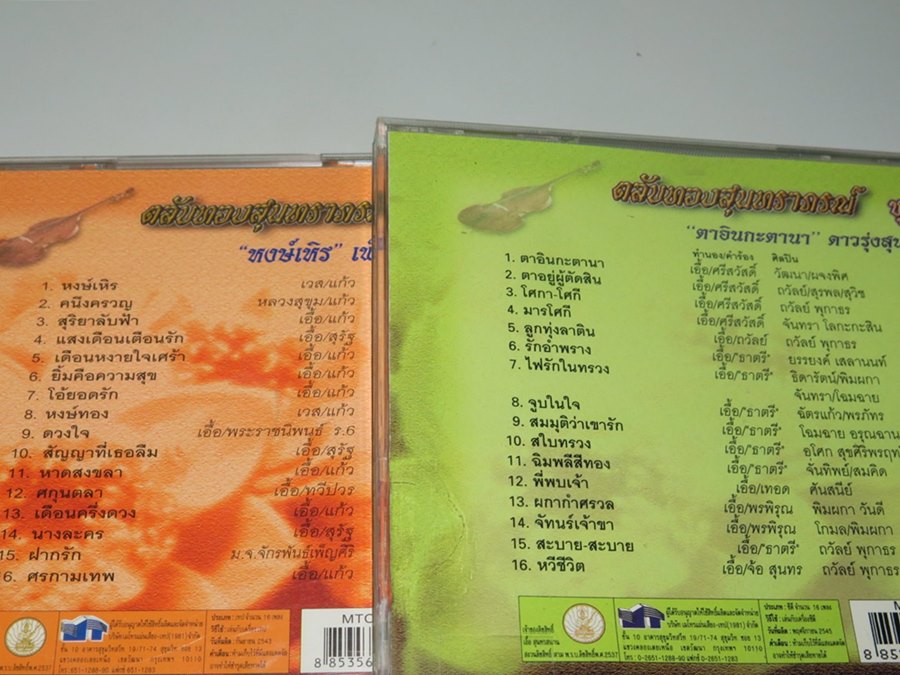 ตลับทองสุนทราภรณ์
"หงษ์เหิร"
1. หงษ์เหิร เวส/แก้ว
2. คนึงครวญ หลวงสุขุม/แก้ว
3. สุริยาลับฟ้า เอื้อ/แก้ว
4. แสงเดือนเตือนรัก เอื้อ/สุรัฐ
5. เดือนหงายใจเศร้า เอื้อ/แก้ว
6. ยิ้มคือความสุข เอื้อ/แก้ว
7. โอ้ยอดรัก เอื้อ/แก้ว
8. หงษ์ทอง เวส/แก้ว
9. ดวงใจ เอื้อ/พระราชนิพนธ์ ร.6
10. สัญญาที่เธอลืม เอื้อ/สุรัฐ
11. หาดสงขลา เอื้อ/แก้ว
12. ศกุนตลา เอื้อ/ทวีปวร
13. เดือนครึ่งดวง เอื้อ/แก้ว
14. นางละคร เอื้อ/สุรัฐ
15. ฝากรัก ม.จ.จักรพันธ์เพ็ญศิริ
16. ศรกามเทพ เอื้อ/แก้ว
8 85356
ตลับทองสุนทราภรณ์
"ตาอินกะตานา" ดาวรุ่ง
ทำนอง/คำร้อง ศิลปิน
1. ตาอินกะตานา เอื้อ/ศรีสวัสดิ์ วัฒนา/ผจงพิศ
2. ตาอยู่ผู้ตัดสิน เอื้อ/ศรีสวัสดิ์ ถวัลย์/สุรพล/สุวิช
3. โศกา-โศกี เอื้อ/ศรีสวัสดิ์ ถวัลย์ พุกาธร
4. มารโศกี เอื้อ/ศรีสวัสดิ์ จันทรา โลกะกะสิน
5. ลูกทุ่งลาติน เอื้อ/ถวัลย์ ถวัลย์ พุกาธร
6. รักอำพราง เอื้อ/"ธาตรี" ยรรยงค์ เสลานนท์
7. ไฟรักในทรวง เอื้อ/"ธาตรี" ธิดารัตน์/พิมผกา
จันทรา/โฉมฉาย
8. จูบในใจ เอื้อ/"ธาตรี" ฉัตรแก้ว/พรภัทร
9. สมมุติว่าเขารัก เอื้อ/"ธาตรี" โฉมฉาย
10. สไบทรวง เอื้อ/"ธาตรี" อโศก
11. ฉิมพลีสีทอง เอื้อ/"ธาตรี" จันทิพย์/สมคิด
12. พี่พบเจ้า เอื้อ/เทอด ศันสนีย์
13. ผกากำศรวล เอื้อ/พรพิรุณ พิมผกา วันดี
14. จัทนร์เจ้าขา เอื้อ/พรพิรุณ โกมล/พิมผกา
15. สะบาย-สะบาย เอื้อ/"ธาตรี" ถวัลย์ พุกาธร
16. หวีชีวิต เอื้อ/จ้อ สุนทร ถวัลย์ พุกาธร
8 853561